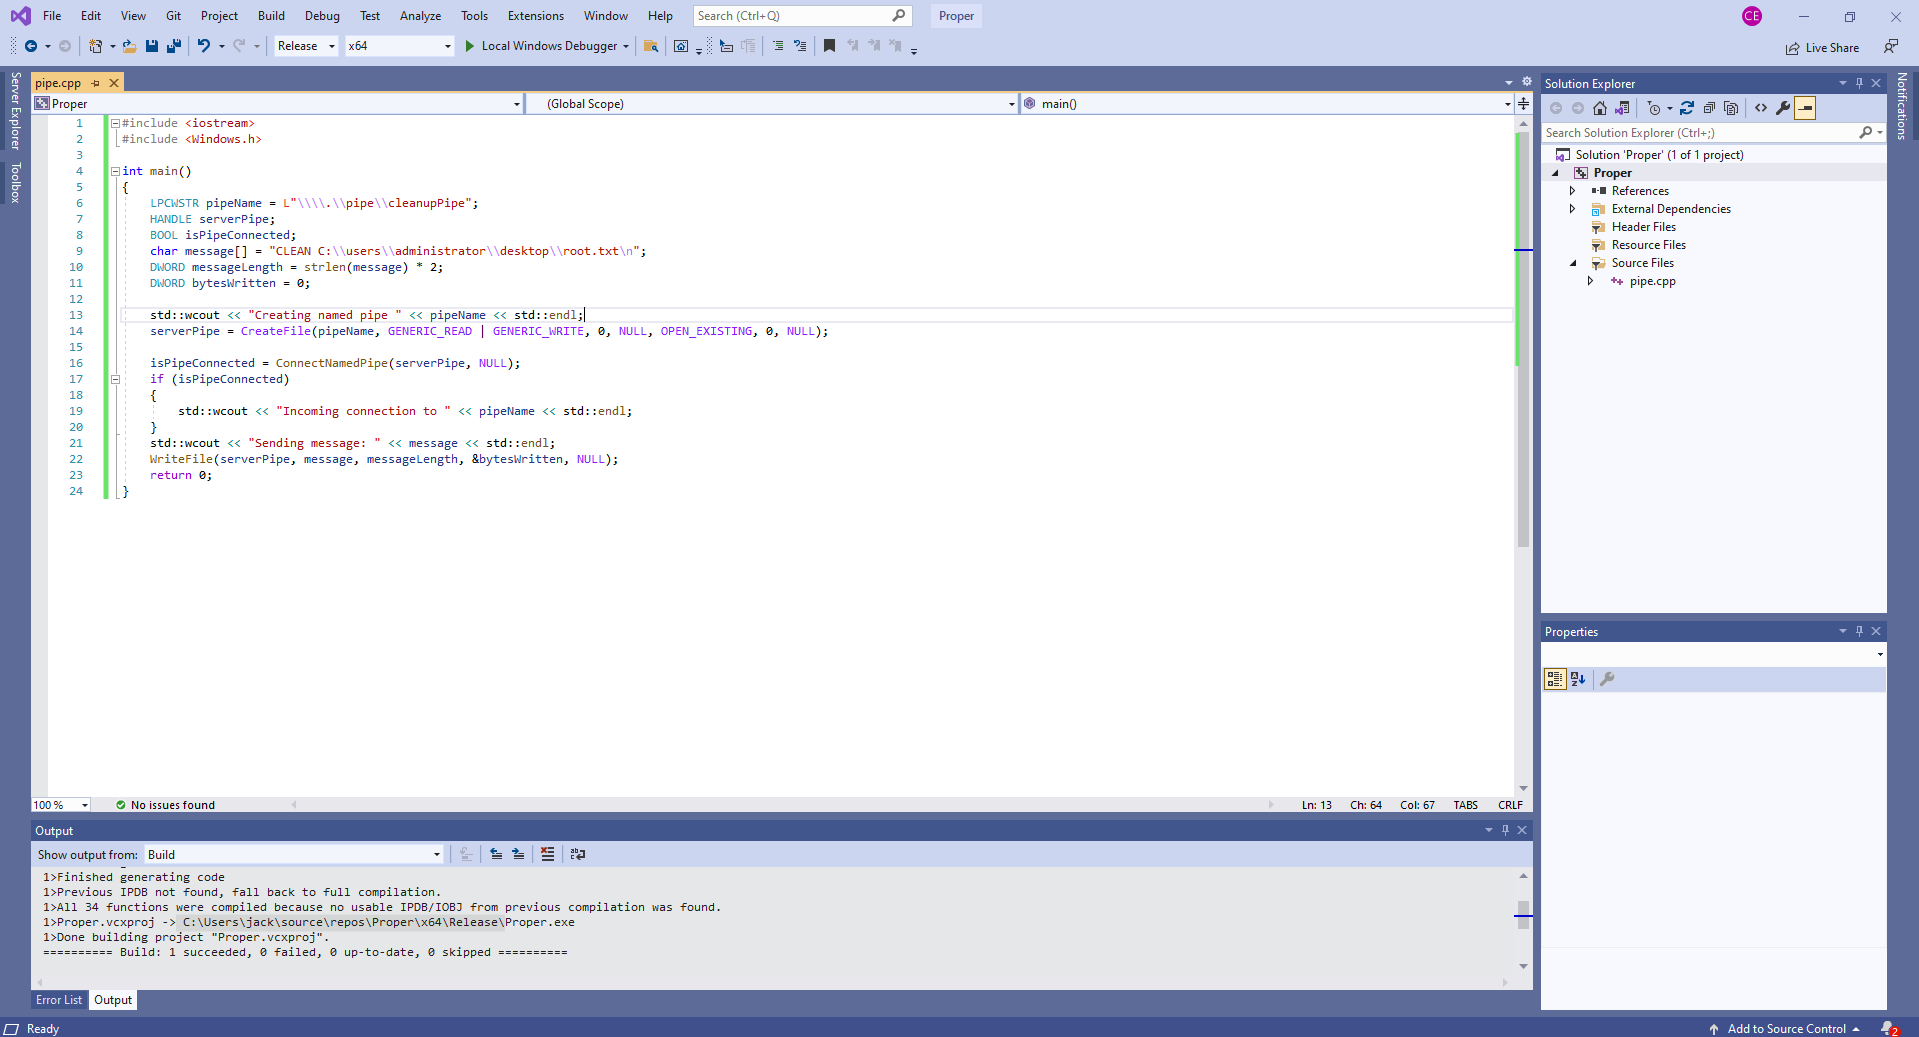 File Edit View Git Project Build Debug Test Analyze Tools Extensions Window Help Search (Ctrl+Q) Proper CE
Release x64 Local Windows Debugger Live Share
Server Explorer
Toolbox
Notifications
pipe.cpp
Proper (Global Scope) main()
1 #include <iostream>
2 #include <Windows.h>
3
4 int main()
5 {
6 LPCWSTR pipeName = L"\\\\.\\pipe\\cleanupPipe";
7 HANDLE serverPipe;
8 BOOL isPipeConnected;
9 char message[] = "CLEAN C:\\users\\administrator\\desktop\\root.txt\n";
10 DWORD messageLength = strlen(message) * 2;
11 DWORD bytesWritten = 0;
12
13 std::wcout << "Creating named pipe " << pipeName << std::endl;
14 serverPipe = CreateFile(pipeName, GENERIC_READ | GENERIC_WRITE, 0, NULL, OPEN_EXISTING, 0, NULL);
15
16 isPipeConnected = ConnectNamedPipe(serverPipe, NULL);
17 if (isPipeConnected)
18 {
19 std::wcout << "Incoming connection to " << pipeName << std::endl;
20 }
21 std::wcout << "Sending message: " << message << std::endl;
22 WriteFile(serverPipe, message, messageLength, &bytesWritten, NULL);
23 return 0;
24 }
100 % No issues found Ln: 13 Ch: 64 Col: 67 TABS CRLF
Output
Show output from: Build
1>Finished generating code
1>Previous IPDB not found, fall back to full compilation.
1>All 34 functions were compiled because no usable IPDB/IOBJ from previous compilation was found.
1>Proper.vcxproj -> C:\Users\jack\source\repos\Proper\x64\Release\Proper.exe
1>Done building project "Proper.vcxproj".
========== Build: 1 succeeded, 0 failed, 0 up-to-date, 0 skipped ==========
Error List Output
Solution Explorer
Search Solution Explorer (Ctrl+;)
Solution 'Proper' (1 of 1 project)
Proper
References
External Dependencies
Header Files
Resource Files
Source Files
pipe.cpp
Properties
Ready Add to Source Control 2